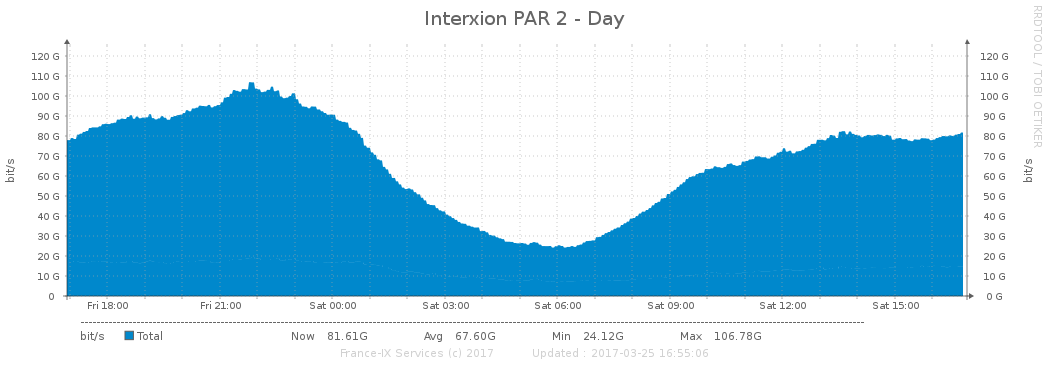 Interxion PAR 2 - Day
RRDTOOL / TOBI OETIKER
120 G 120 G
110 G 110 G
100 G 100 G
90 G 90 G
80 G 80 G
70 G 70 G
60 G 60 G
50 G 50 G
40 G 40 G
30 G 30 G
20 G 20 G
10 G 10 G
0 0 G
bit/s
bit/s
Fri 18:00 Fri 21:00 Sat 00:00 Sat 03:00 Sat 06:00 Sat 09:00 Sat 12:00 Sat 15:00
bit/s Total Now 81.61G Avg 67.60G Min 24.12G Max 106.78G
France-IX Services (c) 2017 Updated : 2017-03-25 16:55:06